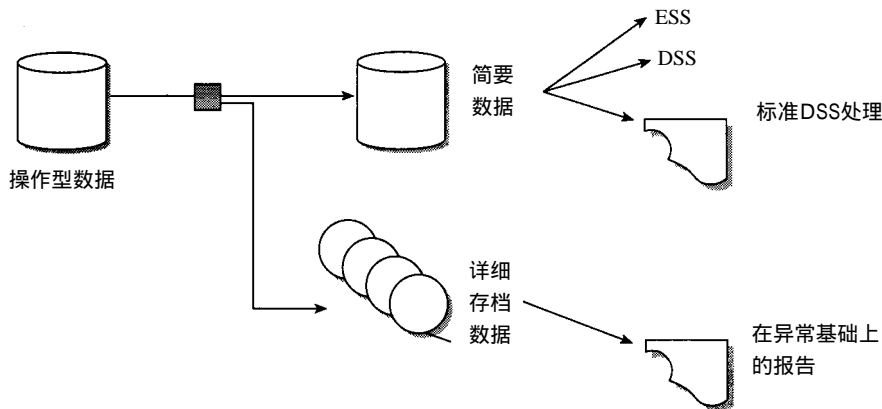 ESS
DSS
简要
数据
标准DSS处理
操作型数据
详细
存档
数据
在异常基础上
的报告